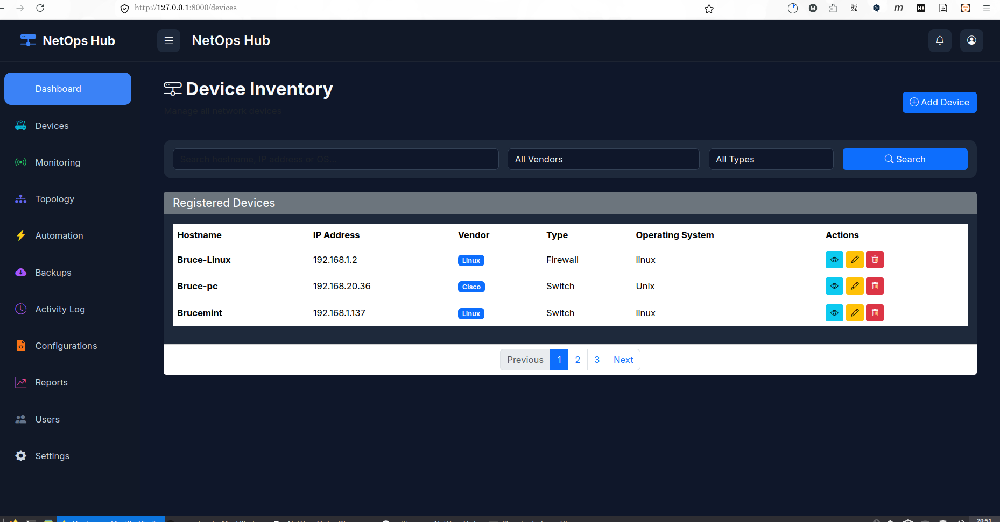 http://127.0.0.1:8000/devices
NetOps Hub
NetOps Hub
Dashboard
Devices
Monitoring
Topology
Automation
Backups
Activity Log
Configurations
Reports
Users
Settings
Device Inventory
Manage all network devices
Add Device
Search hostname, IP address or OS...
All Vendors
All Types
Search
Registered Devices
Hostname IP Address Vendor Type Operating System Actions
Bruce-Linux 192.168.1.2 Linux Firewall linux
Bruce-pc 192.168.20.36 Cisco Switch Unix
Brucemint 192.168.1.137 Linux Switch linux
Previous 1 2 3 Next
20:51